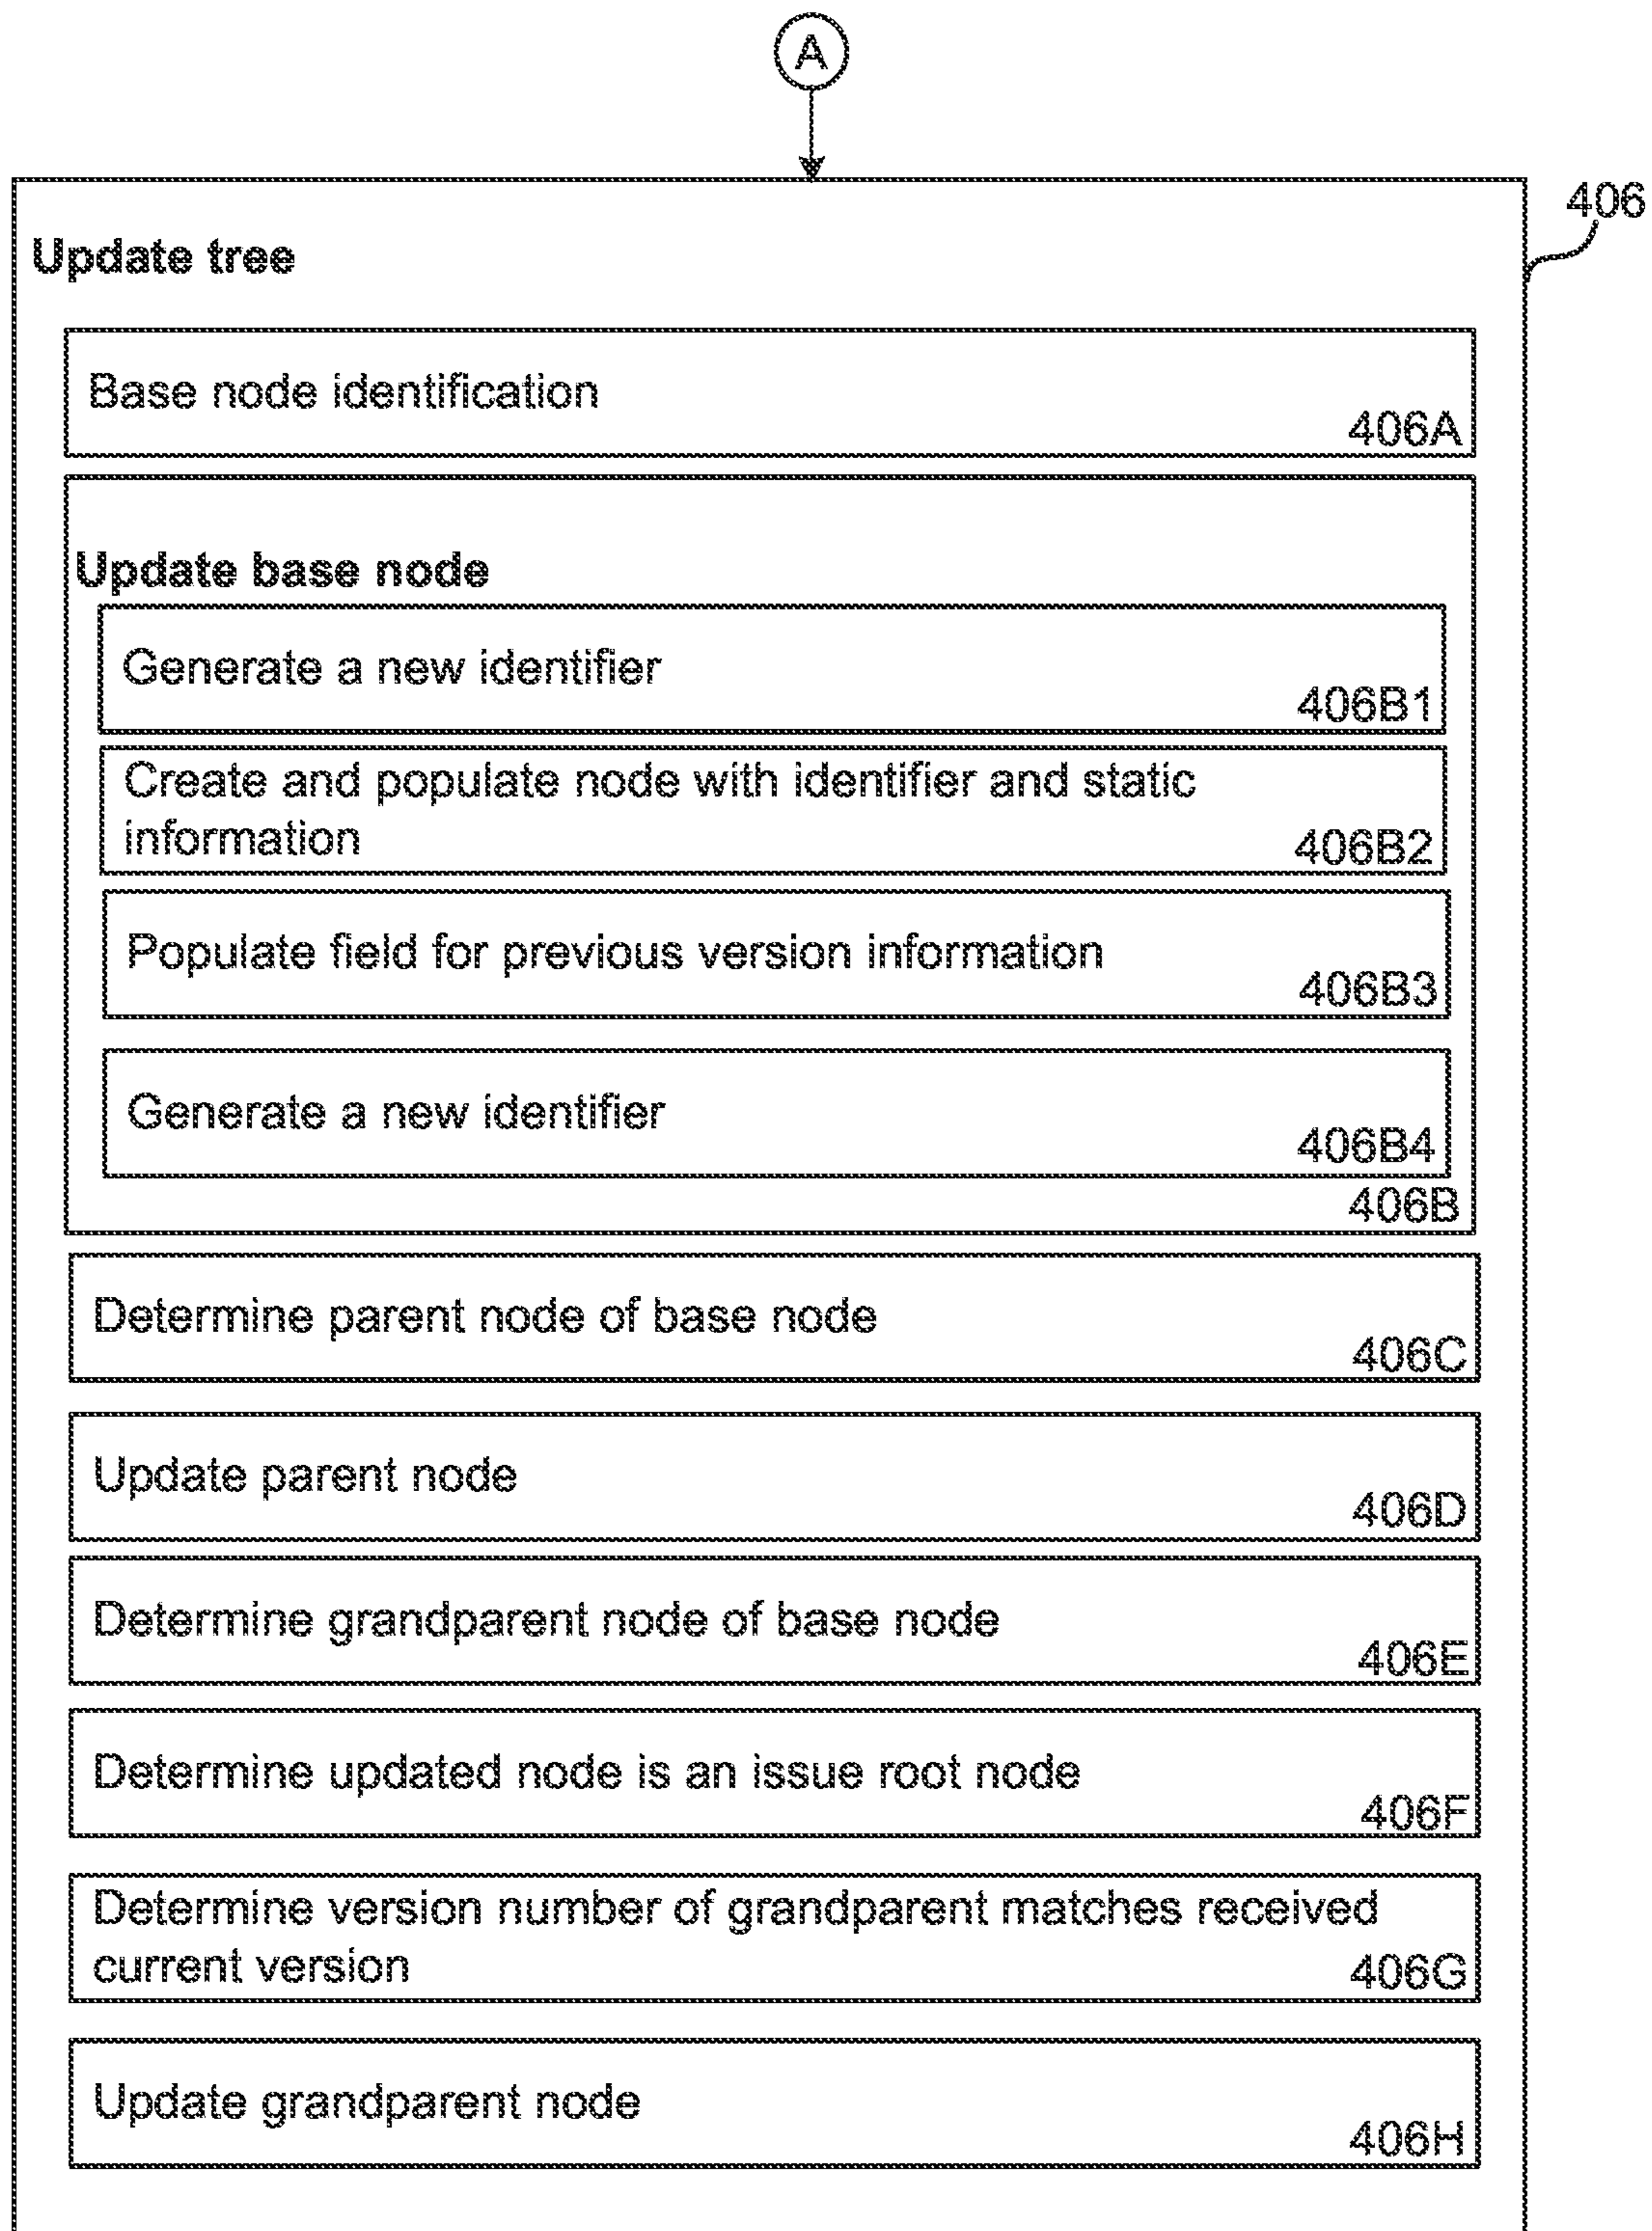 A
406
Update tree
Base node identification
406A
Update base node
Generate a new identifier
406B1
Create and populate node with identifier and static
information
406B2
Populate field for previous version information
406B3
Generate a new identifier
406B4
406B
Determine parent node of base node
406C
Update parent node
406D
Determine grandparent node of base node
406E
Determine updated node is an issue root node
406F
Determine version number of grandparent matches received
current version
406G
Update grandparent node
406H